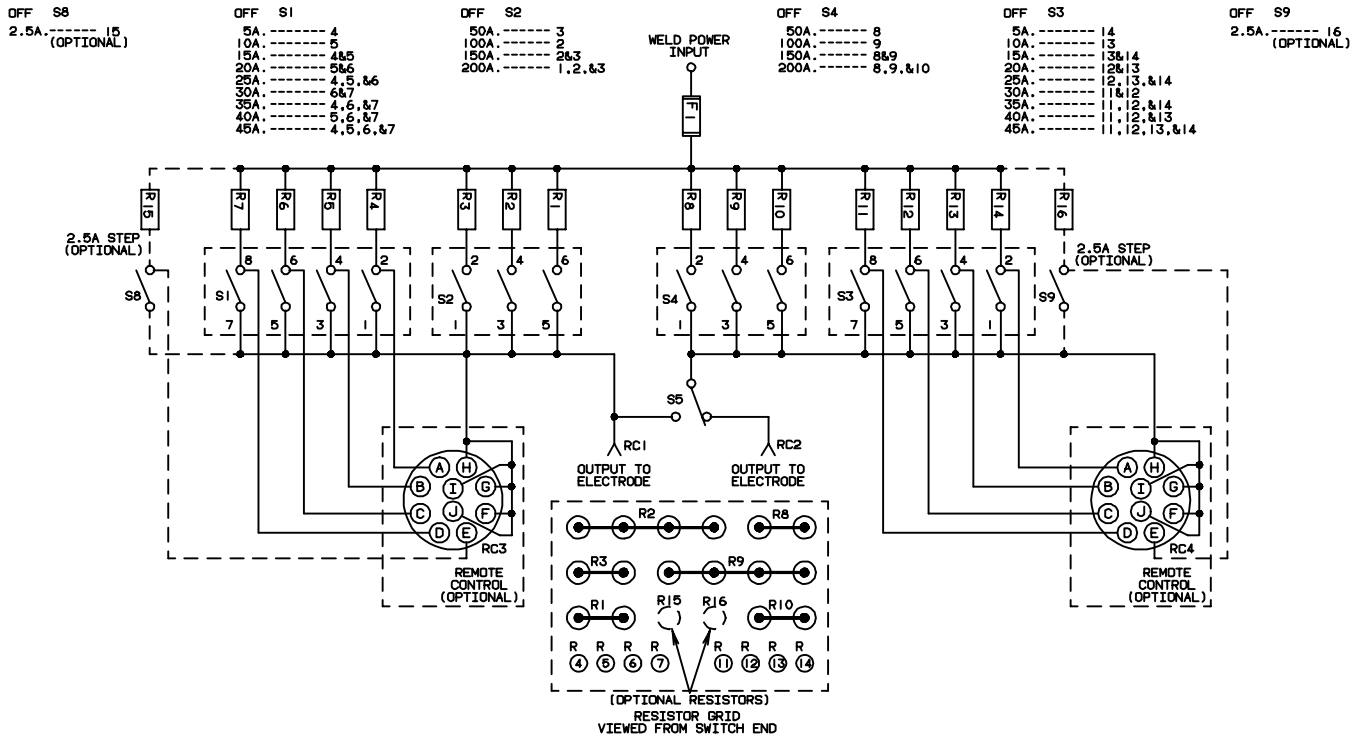 OFF S8
2.5A.------ 15
(OPTIONAL)
OFF S1
5A.------- 4
10A.------- 5
15A.------- 4&5
20A.------- 5&6
25A.------- 4,5,&6
30A.------- 6&7
35A.------- 4,6,&7
40A.------- 5,6,&7
45A.------- 4,5,6,&7
OFF S2
50A.------ 3
100A.------ 2
150A.------ 2&3
200A.------ 1,2,&3
WELD POWER
INPUT
OFF S4
50A.------ 8
100A.------ 9
150A.------ 8&9
200A.------ 8,9,&10
OFF S3
5A.------- 14
10A.------- 13
15A.------- 13&14
20A.------- 12&13
25A.------- 12,13,&14
30A.------- 11&12
35A.------- 11,12,&14
40A.------- 11,12,&13
45A.------- 11,12,13,&14
OFF S9
2.5A.------ 16
(OPTIONAL)
F1
R15
R7
R6
R5
R4
R3
R2
R1
R8
R9
R10
R11
R12
R13
R14
R16
2.5A STEP
(OPTIONAL)
2.5A STEP
(OPTIONAL)
8 6 4 2
2 4 6
2 4 6
8 6 4 2
S8
S1
S2
S4
S3
S9
7 5 3 1
1 3 5
1 3 5
7 5 3 1
S5
RC1
OUTPUT TO
ELECTRODE
RC2
OUTPUT TO
ELECTRODE
A H
B I G
C J F
D E
RC3
REMOTE
CONTROL
(OPTIONAL)
A H
B I G
C J F
D E
RC4
REMOTE
CONTROL
(OPTIONAL)
R2 R8
R3 R9
R1 R15 R16 R10
R R R R R R R R
4 5 6 7 11 12 13 14
(OPTIONAL RESISTORS)
RESISTOR GRID
VIEWED FROM SWITCH END